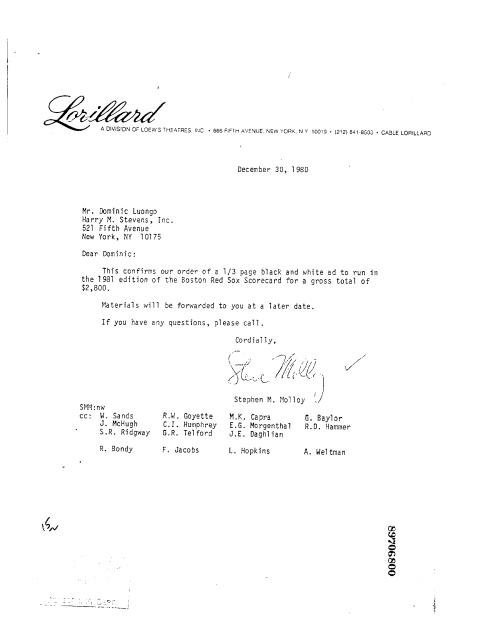 Lorillard
A DIVISION OF LOEW'S THEATRES, INC. • 666 FIFTH AVENUE, NEW YORK, N.Y. 10019 • (212) 841-8600 • CABLE LORILLARD
December 30, 1980
Mr. Dominic Luongo
Harry M. Stevens, Inc.
521 Fifth Avenue
New York, NY 10175
Dear Dominic:
This confirms our order of a 1/3 page black and white ad to run in
the 1981 edition of the Boston Red Sox Scorecard for a gross total of
$2,800.
Materials will be forwarded to you at a later date.
If you have any questions, please call.
Cordially,
Steve Molloy
Stephen M. Molloy
SMM:nw
cc: W. Sands R.W. Goyette M.K. Capra G. Baylor
J. McHugh C.I. Humphrey E.G. Morgenthal R.D. Hammer
S.R. Ridgway G.R. Telford J.E. Daghlian
R. Bondy F. Jacobs L. Hopkins A. Weitman
89706800